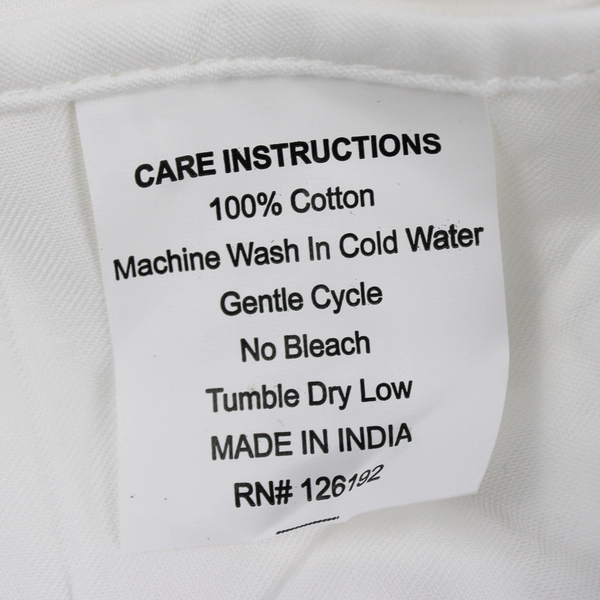 CARE INSTRUCTIONS
100% Cotton
Machine Wash In Cold Water
Gentle Cycle
No Bleach
Tumble Dry Low
MADE IN INDIA
RN# 126192